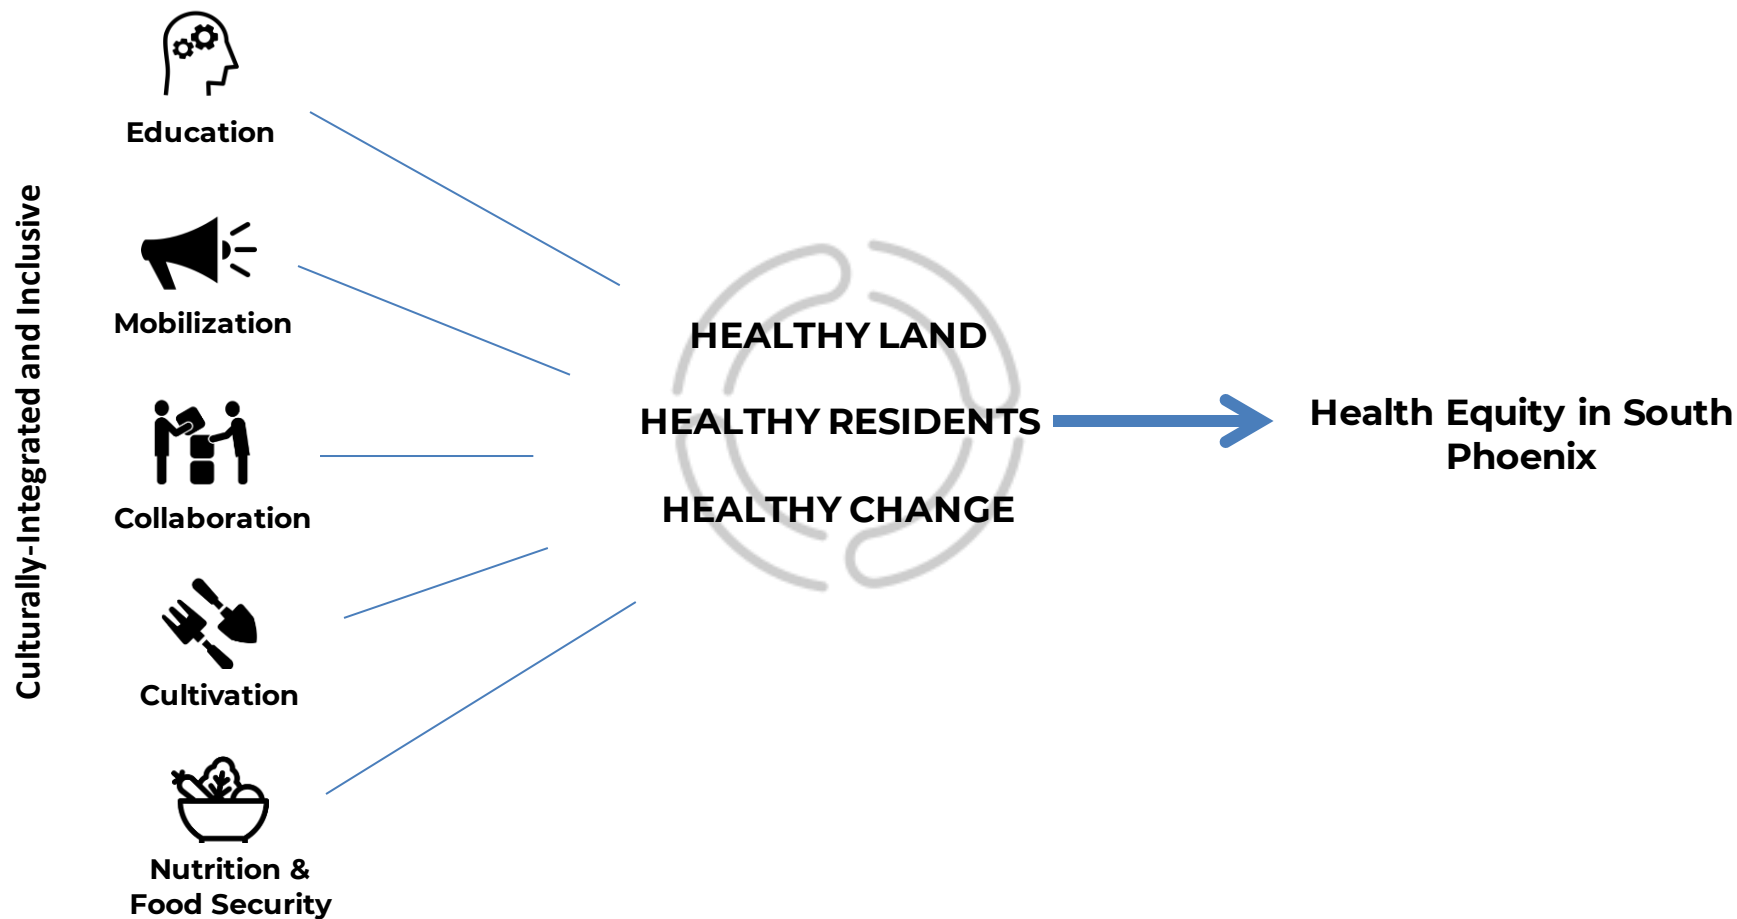 Culturally-Integrated and Inclusive
Education
Mobilization
Collaboration
Cultivation
Nutrition &
Food Security
HEALTHY LAND
HEALTHY RESIDENTS
HEALTHY CHANGE
Health Equity in South
Phoenix